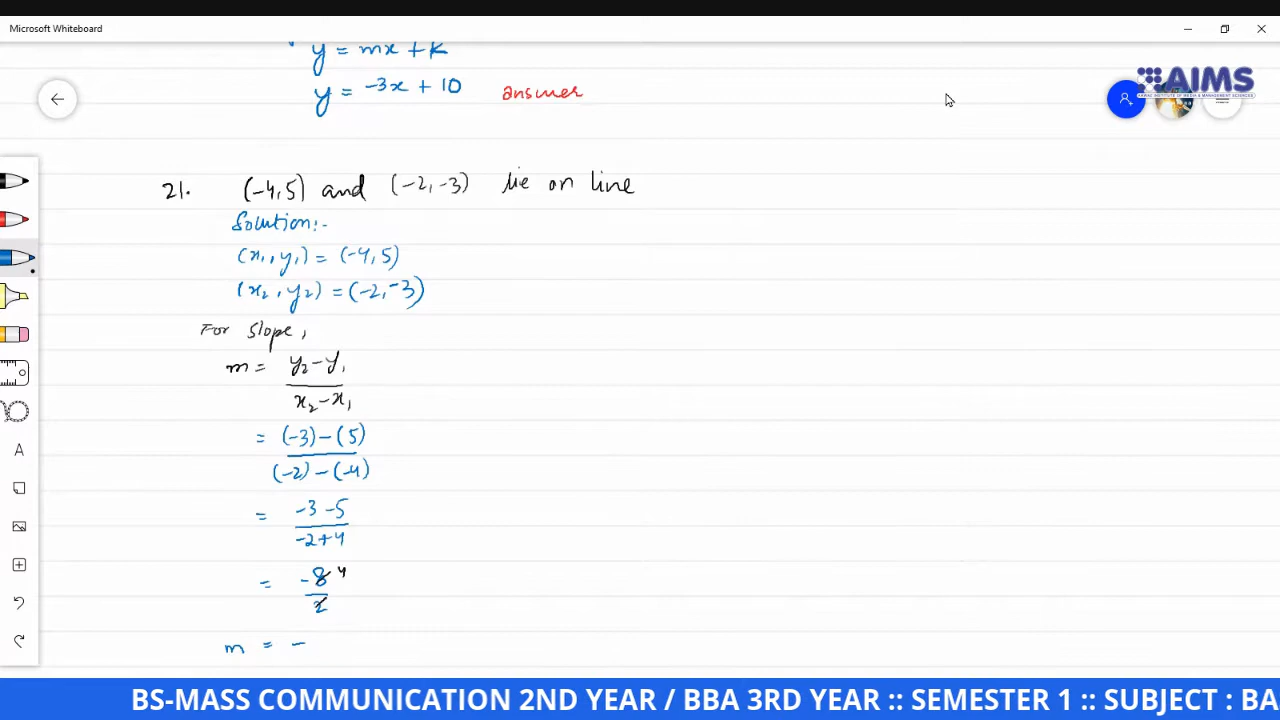 Microsoft Whiteboard
y = mx + k
y = -3x + 10 answer
AIMS
21. (-4,5) and (-2,-3) lie on line
Solution:-
(x₁, y₁) = (-4,5)
(x₂, y₂) = (-2,-3)
For slope,
m = y₂-y₁
x₂-x₁
= (-3)-(5)
(-2)-(-4)
= -3-5
-2+4
= -8 4
2
m = -
A
BS-MASS COMMUNICATION 2ND YEAR / BBA 3RD YEAR :: SEMESTER 1 :: SUBJECT : BA